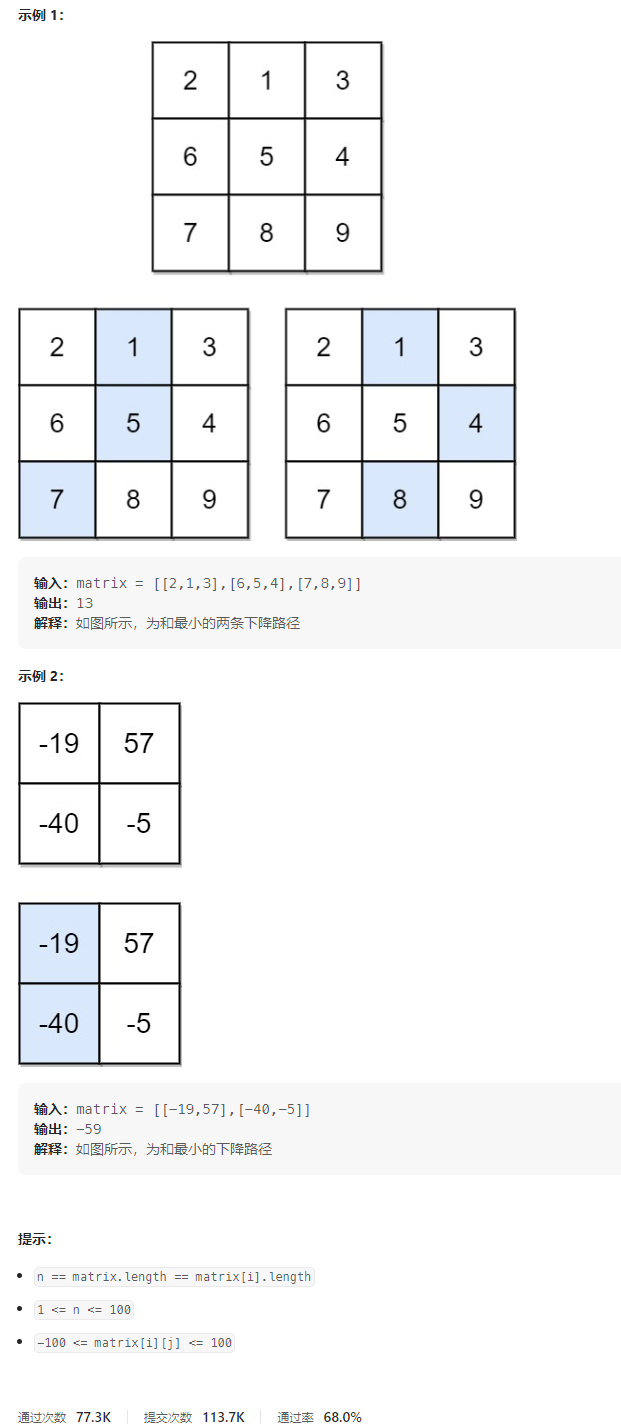 示例 1：
2 1 3
6 5 4
7 8 9
2 1 3
6 5 4
7 8 9
2 1 3
6 5 4
7 8 9
输入：matrix = [[2,1,3],[6,5,4],[7,8,9]]
输出：13
解释：如图所示，为和最小的两条下降路径
示例 2：
-19 57
-40 -5
-19 57
-40 -5
输入：matrix = [[-19,57],[-40,-5]]
输出：-59
解释：如图所示，为和最小的下降路径
提示：
n == matrix.length == matrix[i].length
1 <= n <= 100
-100 <= matrix[i][j] <= 100
通过次数 77.3K 提交次数 113.7K 通过率 68.0%